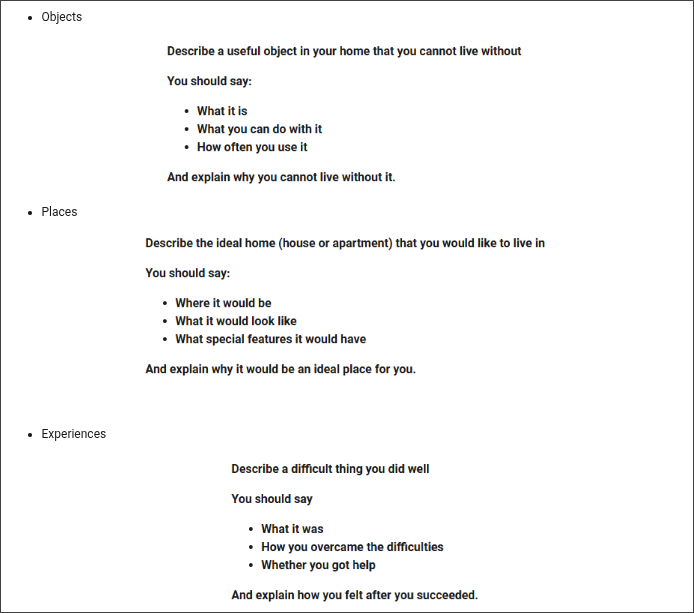 Objects
Describe a useful object in your home that you cannot live without
You should say:
What it is
What you can do with it
How often you use it
And explain why you cannot live without it.
Places
Describe the ideal home (house or apartment) that you would like to live in
You should say:
Where it would be
What it would look like
What special features it would have
And explain why it would be an ideal place for you.
Experiences
Describe a difficult thing you did well
You should say
What it was
How you overcame the difficulties
Whether you got help
And explain how you felt after you succeeded.